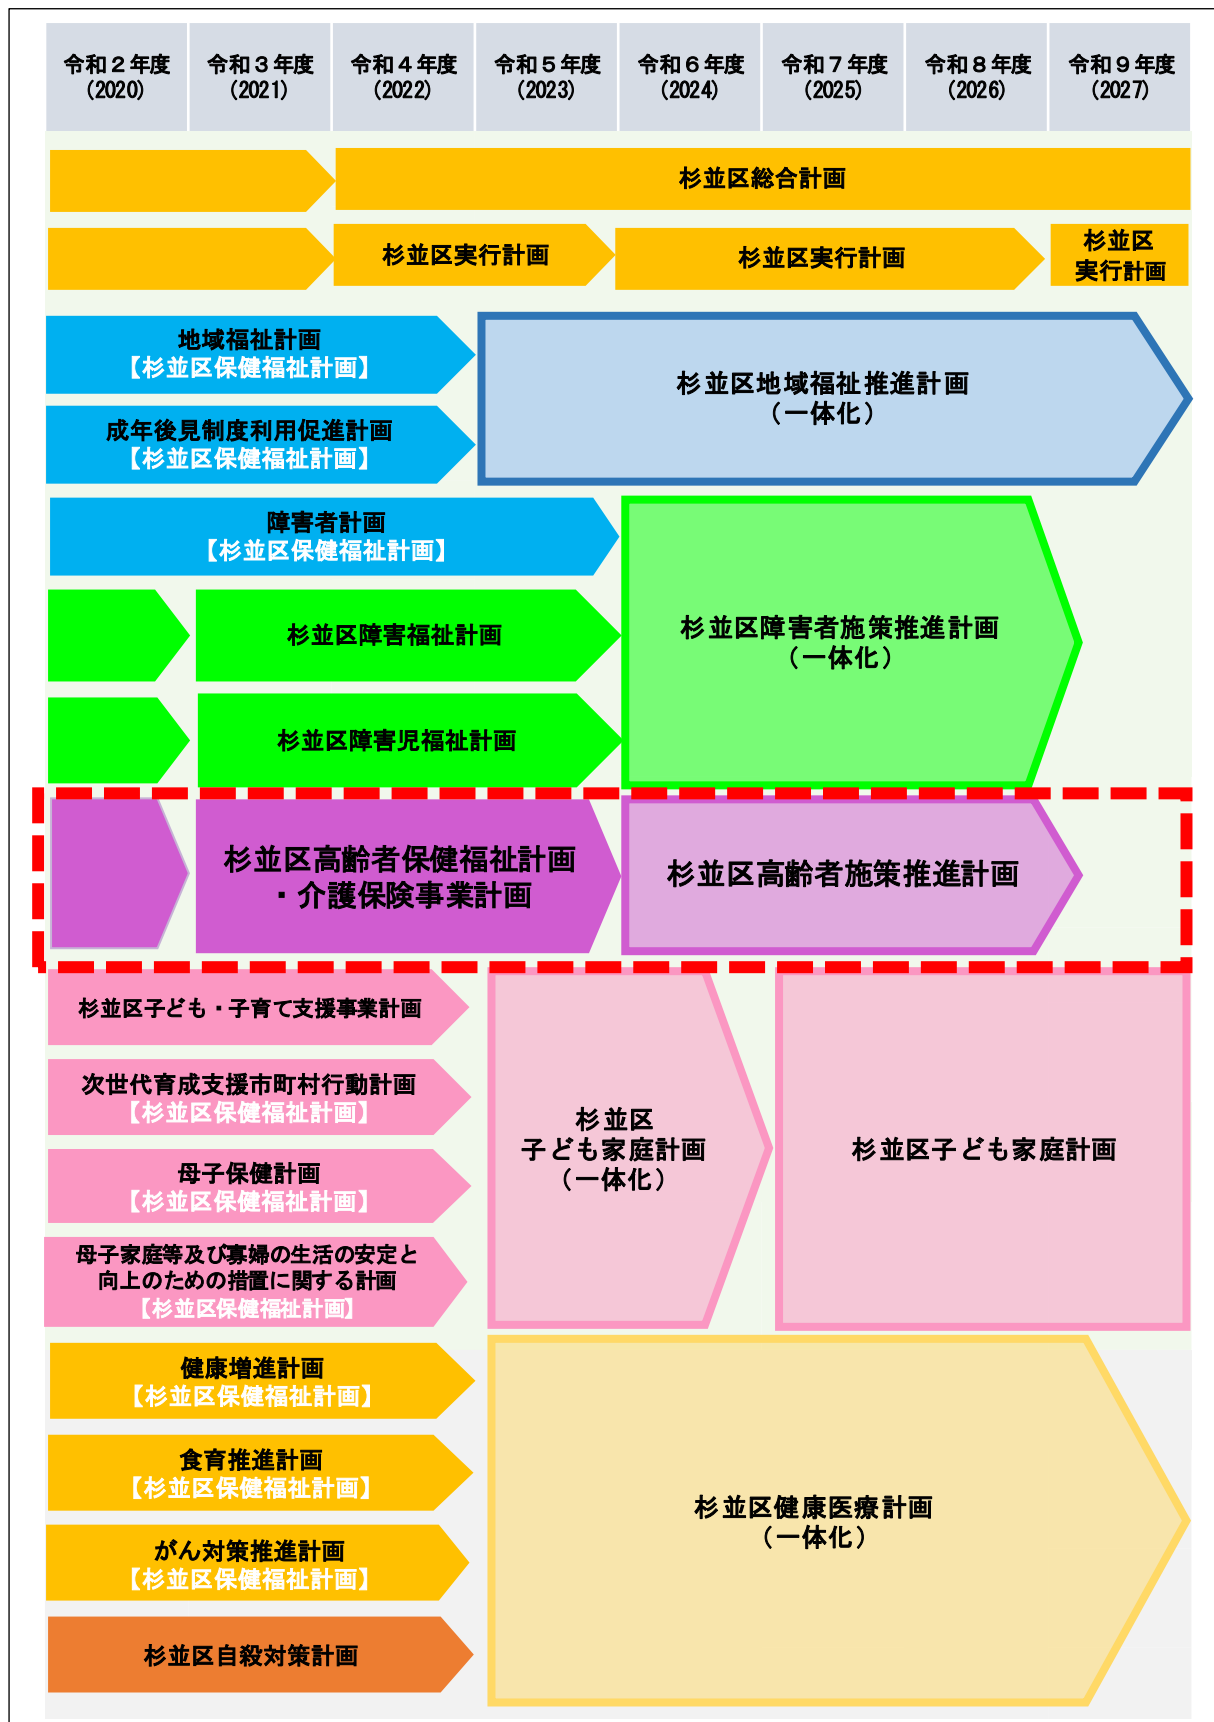 令和２年度
(2020)
令和３年度
(2021)
令和４年度
(2022)
令和５年度
(2023)
令和６年度
(2024)
令和７年度
(2025)
令和８年度
(2026)
令和９年度
(2027)
杉並区総合計画
杉並区実行計画
杉並区実行計画
杉並区
実行計画
地域福祉計画
【杉並区保健福祉計画】
成年後見制度利用促進計画
【杉並区保健福祉計画】
杉並区地域福祉推進計画
（一体化）
障害者計画
【杉並区保健福祉計画】
杉並区障害福祉計画
杉並区障害児福祉計画
杉並区障害者施策推進計画
（一体化）
杉並区高齢者保健福祉計画
・介護保険事業計画
杉並区高齢者施策推進計画
杉並区子ども・子育て支援事業計画
次世代育成支援市町村行動計画
【杉並区保健福祉計画】
母子保健計画
【杉並区保健福祉計画】
母子家庭等及び寡婦の生活の安定と
向上のための措置に関する計画
【杉並区保健福祉計画】
杉並区
子ども家庭計画
（一体化）
杉並区子ども家庭計画
健康増進計画
【杉並区保健福祉計画】
食育推進計画
【杉並区保健福祉計画】
がん対策推進計画
【杉並区保健福祉計画】
杉並区自殺対策計画
杉並区健康医療計画
（一体化）